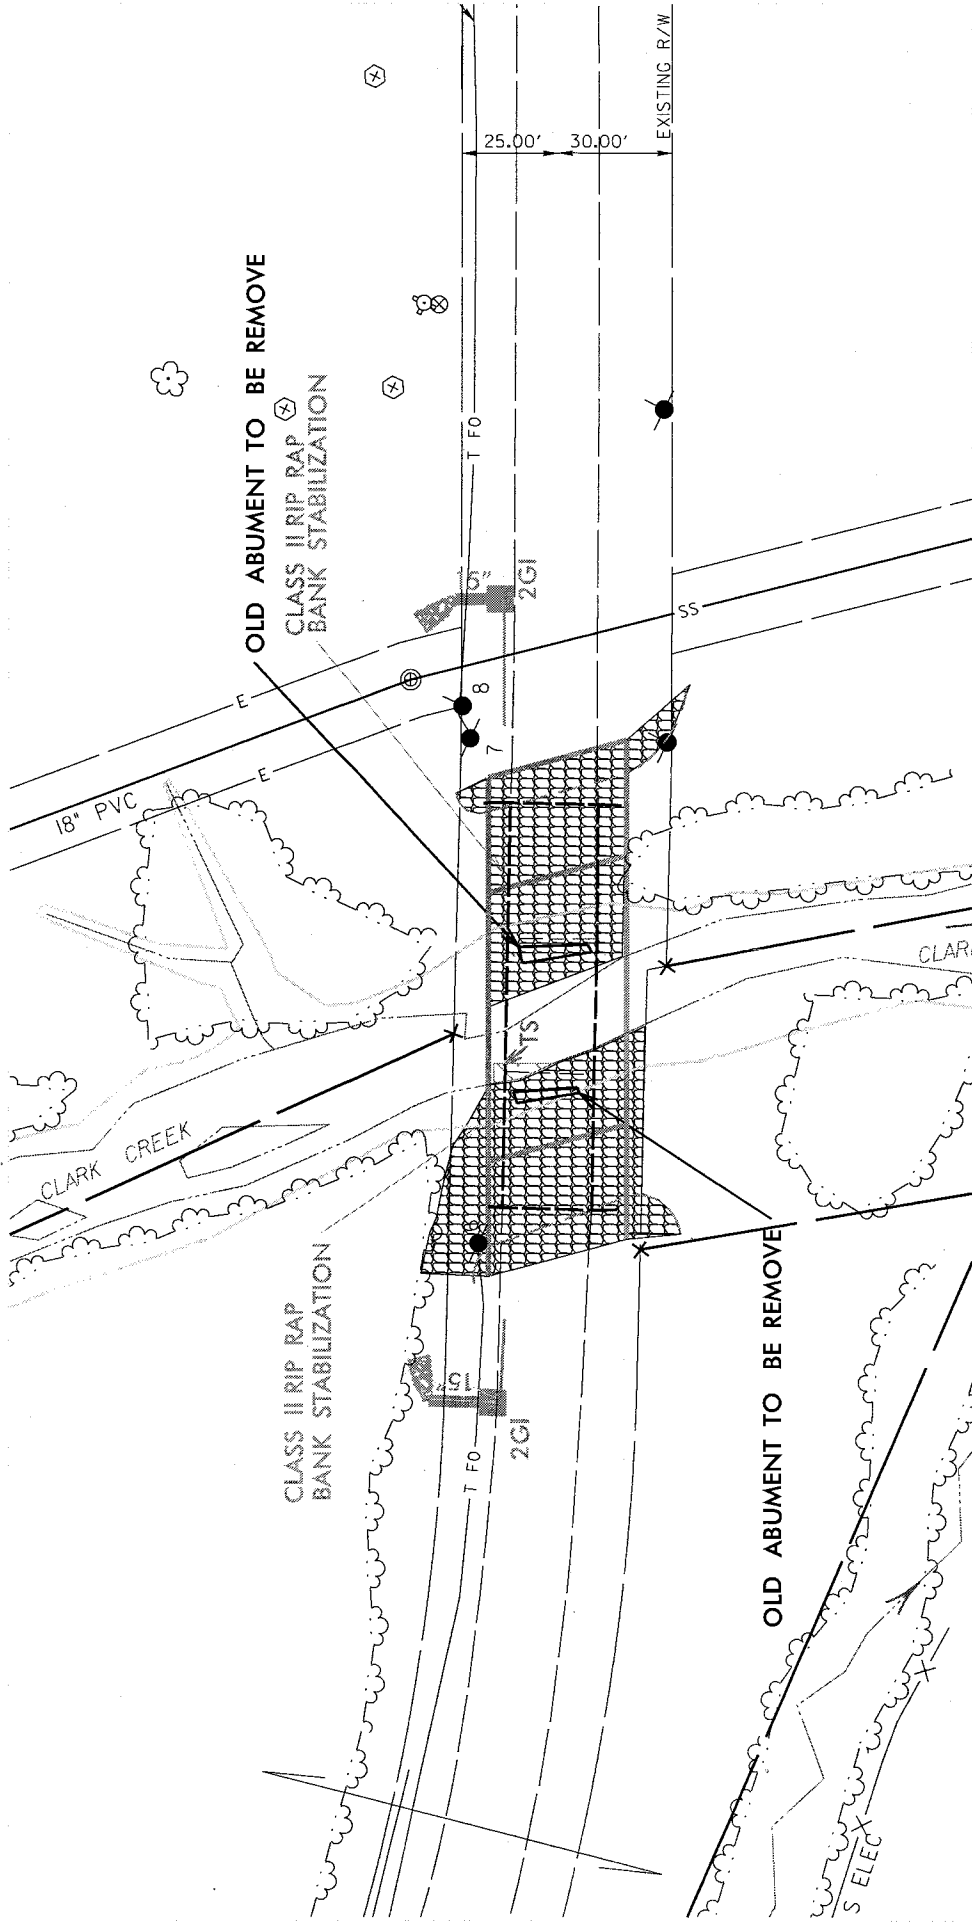 EXISTING R/W
25.00'
30.00'
OLD ABUMENT TO BE REMOVE
CLASS II RIP RAP
BANK STABILIZATION
T FO
2GI
SS
E
8
7
E
18" PVC
TS
CLARK CREEK
CLASS II RIP RAP
BANK STABILIZATION
15"
2GI
T FO
OLD ABUMENT TO BE REMOVE
S ELEC